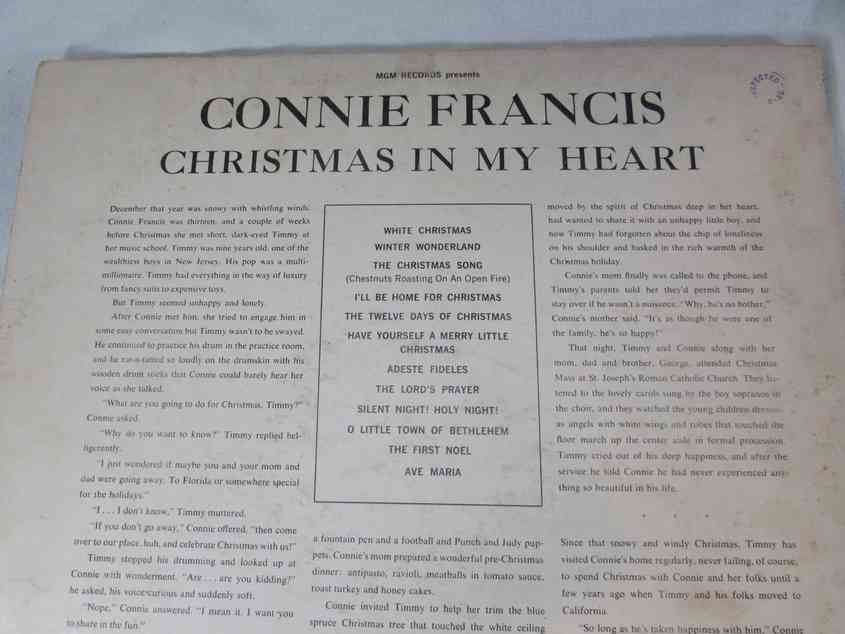 MGM RECORDS presents
CONNIE FRANCIS
CHRISTMAS IN MY HEART
December that year was snowy with whistling winds.
Connie Francis was thirteen, and a couple of weeks
before Christmas she met short, dark-eyed Timmy at
her music school. Timmy was nine years old, one of the
wealthiest boys in New Jersey. His pop was a multi-
millionaire. Timmy had everything in the way of luxury
from fancy suits to expensive toys.
But Timmy seemed unhappy and lonely.
After Connie met him, she tried to engage him in
some easy conversation but Timmy wasn't to be swayed.
He continued to practice his drum in the practice room,
and he rat-a-tatted so loudly on the drumskin with his
wooden drum sticks that Connie could barely hear her
voice as she talked.
"What are you going to do for Christmas, Timmy?"
Connie asked.
"Why do you want to know?" Timmy replied bel-
ligerently.
"I just wondered if maybe you and your mom and
dad were going away. To Florida or somewhere special
for the holidays."
"I . . . I don't know," Timmy muttered.
"If you don't go away," Connie offered, "then come
over to our place, huh, and celebrate Christmas with us?"
Timmy stopped his drumming and looked up at
Connie with wonderment. "Are . . . are you kidding?"
he asked, his voice curious and suddenly soft.
"Nope," Connie answered. "I mean it. I want you
to share in the fun."
WHITE CHRISTMAS
WINTER WONDERLAND
THE CHRISTMAS SONG
(Chestnuts Roasting On An Open Fire)
I'LL BE HOME FOR CHRISTMAS
THE TWELVE DAYS OF CHRISTMAS
HAVE YOURSELF A MERRY LITTLE
CHRISTMAS
ADESTE FIDELES
THE LORD'S PRAYER
SILENT NIGHT! HOLY NIGHT!
O LITTLE TOWN OF BETHLEHEM
THE FIRST NOEL
AVE MARIA
a fountain pen and a football and Punch and Judy pup-
pets. Connie's mom prepared a wonderful pre-Christmas
dinner: antipasto, ravioli, meatballs in tomato sauce,
roast turkey and honey cakes.
Connie invited Timmy to help her trim the blue
spruce Christmas tree that touched the white ceiling
moved by the spirit of Christmas deep in her heart,
had wanted to share it with an unhappy little boy, and
now Timmy had forgotten about the chip of loneliness
on his shoulder and basked in the rich warmth of the
Christmas holiday.
Connie's mom finally was called to the phone, and
Timmy's parents told her they'd permit Timmy to
stay over if he wasn't a nuisance. "Why, he's no bother,"
Connie's mother said. "It's as though he were one of
the family, he's so happy!"
That night, Timmy and Connie along with her
mom, dad and brother, George, attended Christmas
Mass at St. Joseph's Roman Catholic Church. They lis-
tened to the lovely carols sung by the boy sopranos in
the choir, and they watched the young children dressed
as angels with white wings and robes that touched the
floor march up the center aisle in formal procession.
Timmy cried out of his deep happiness, and after the
service he told Connie he had never experienced any-
thing so beautiful in his life.
Since that snowy and windy Christmas, Timmy has
visited Connie's home regularly, never failing, of course,
to spend Christmas with Connie and her folks until a
few years ago when Timmy and his folks moved to
California.
"So long as he's taken happiness with him," Connie